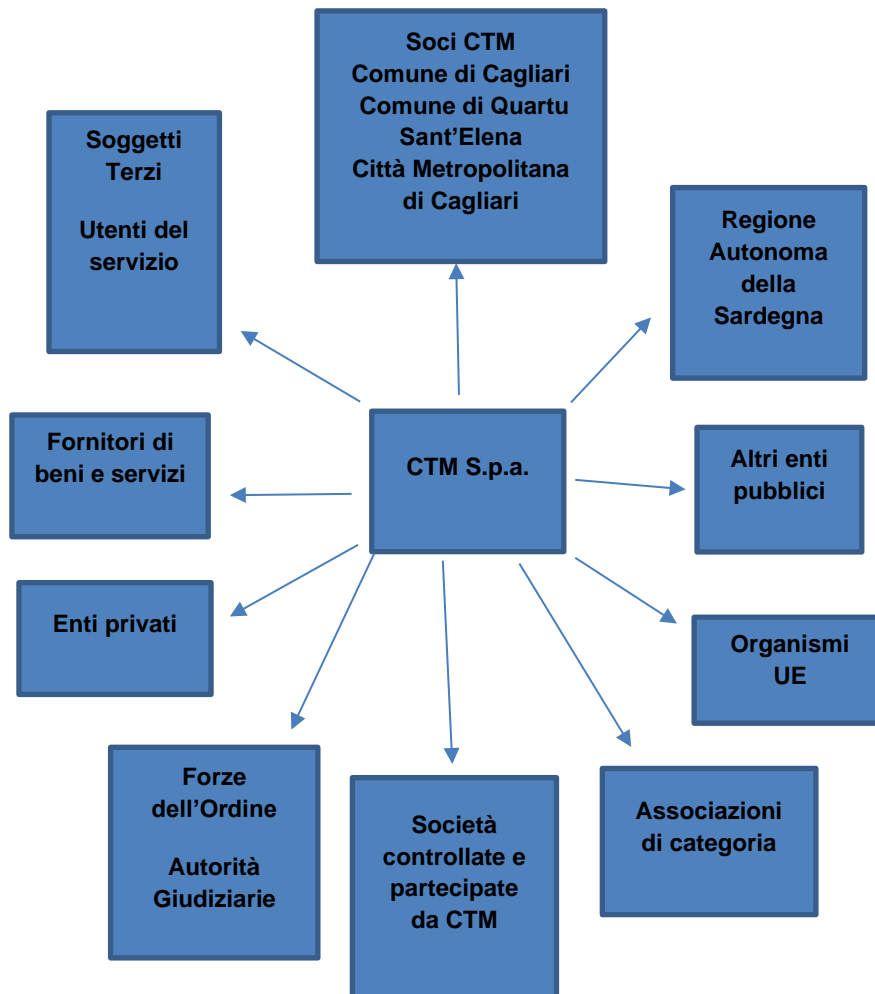 Soci CTM
Comune di Cagliari
Comune di Quartu
Sant’Elena
Città Metropolitana
di Cagliari
Soggetti
Terzi
Utenti del
servizio
Regione
Autonoma
della
Sardegna
Fornitori di
beni e servizi
CTM S.p.a.
Altri enti
pubblici
Enti privati
Organismi
UE
Forze
dell’Ordine
Autorità
Giudiziarie
Società
controllate e
partecipate
da CTM
Associazioni
di categoria